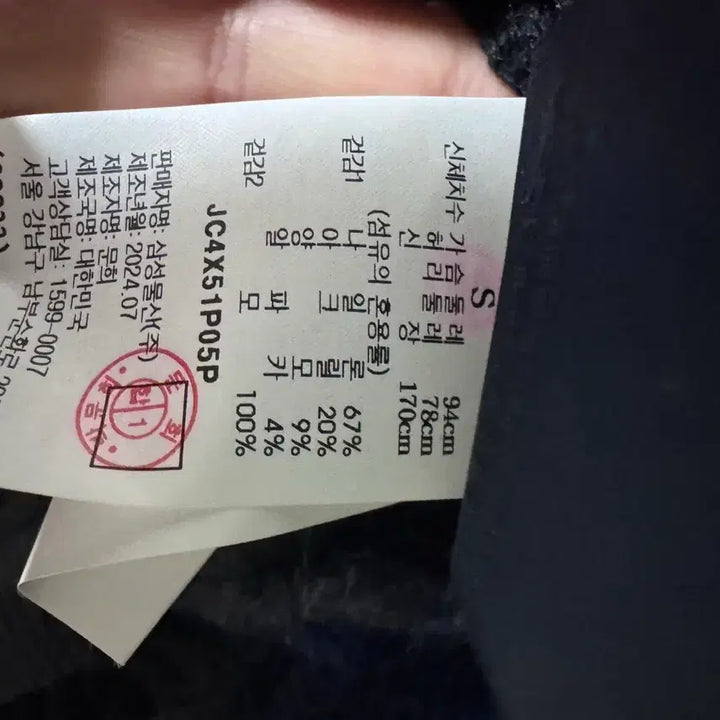 S
신체치수 가슴둘레 94cm
허리둘레 78cm
신장 170cm
(섬유의 혼용률)
겉감1 나일론 67%
아크릴 20%
양모 9%
알파카 4%
겉감2 모 100%
JC4X51P05P
판매자명: 삼성물산(주)
제조년월: 2024.07
제조자명: 문희
제조국명: 대한민국
고객상담실: 1599-0007
서울 강남구 남부순환로